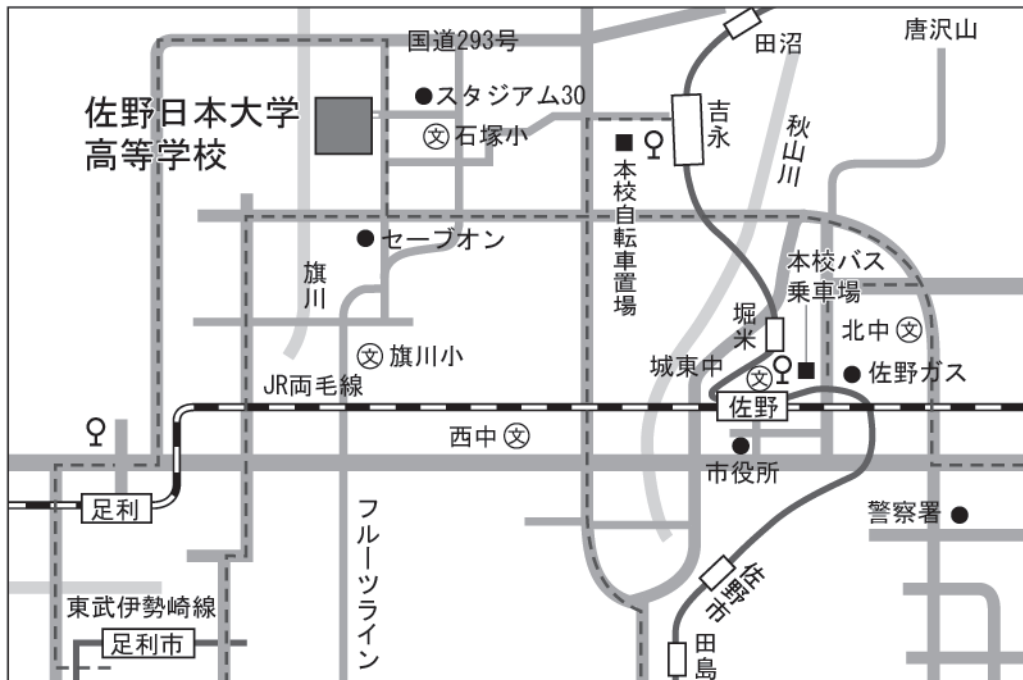 国道293号
田沼
唐沢山
佐野日本大学
高等学校
スタジアム30
文
石塚小
吉永
秋山川
本校自転車置場
セーブオン
旗川
本校バス
乗車場
堀米
北中
文
文
旗川小
城東中
文
佐野ガス
JR両毛線
佐野
西中
文
市役所
足利
フルーツライン
警察署
佐野市
東武伊勢崎線
足利市
田島